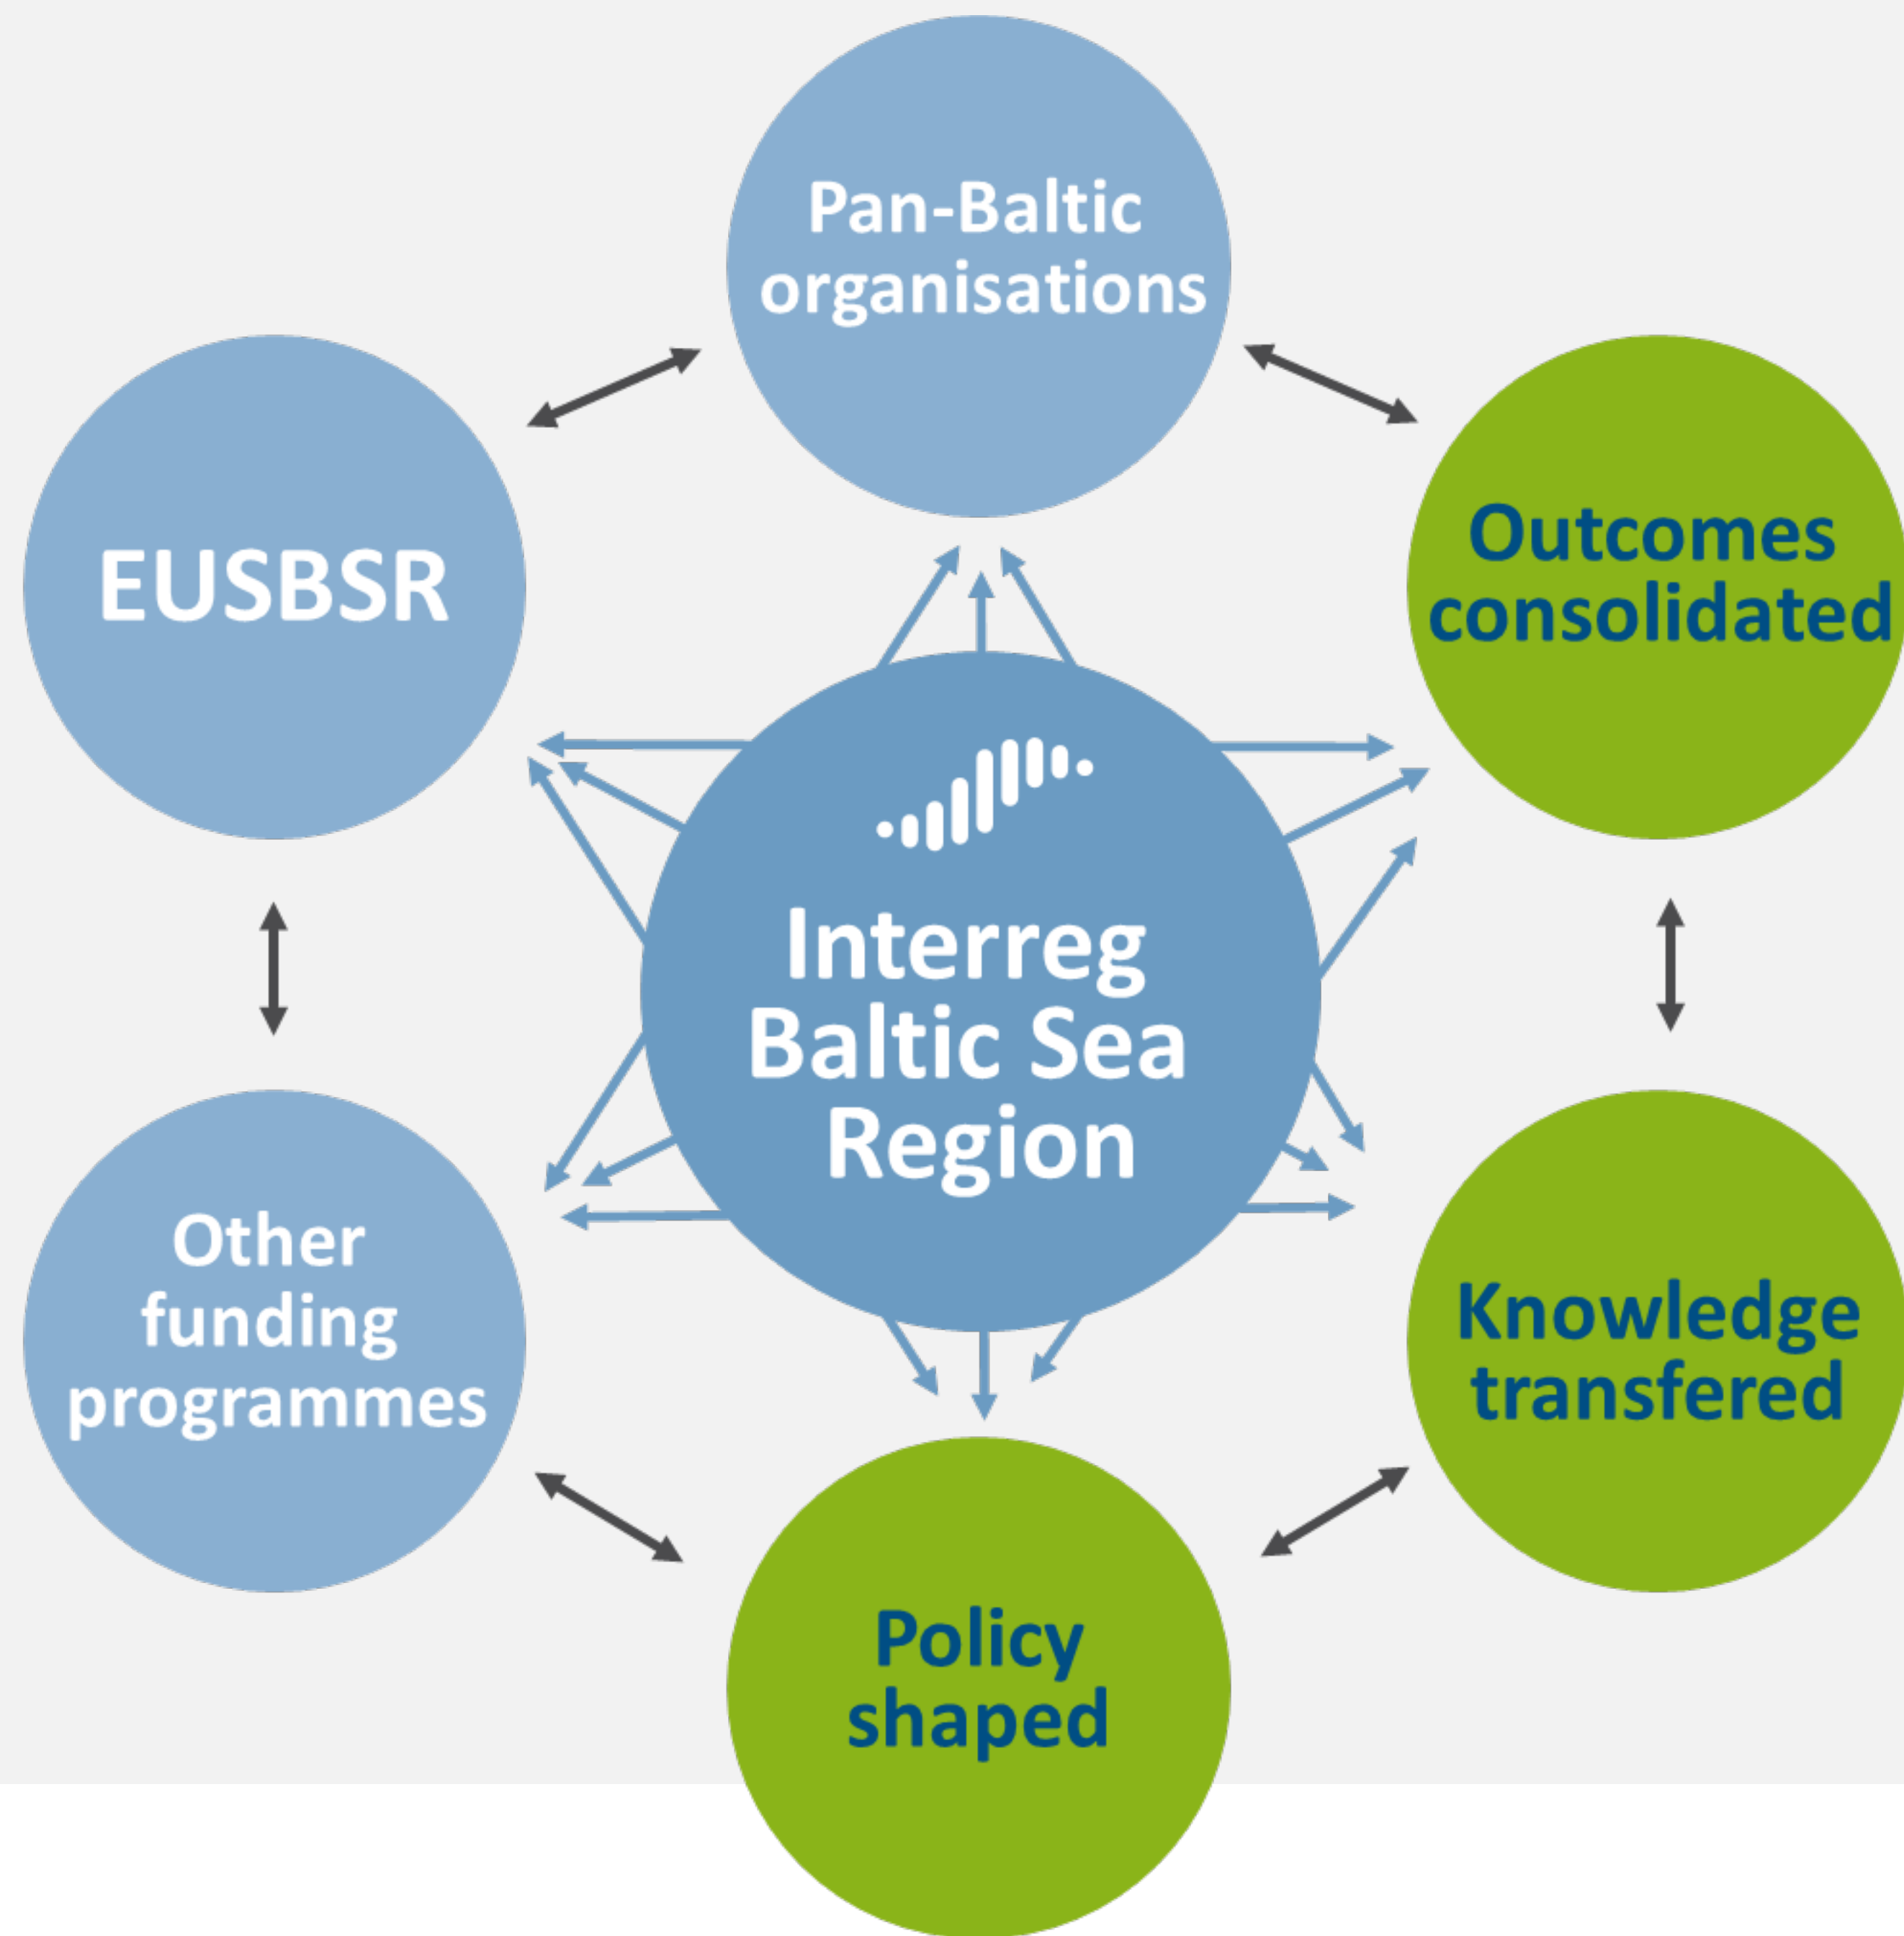 Pan-Baltic
organisations
EUSBSR
Outcomes
consolidated
Interreg
Baltic Sea
Region
Other
funding
programmes
Knowledge
transfered
Policy
shaped